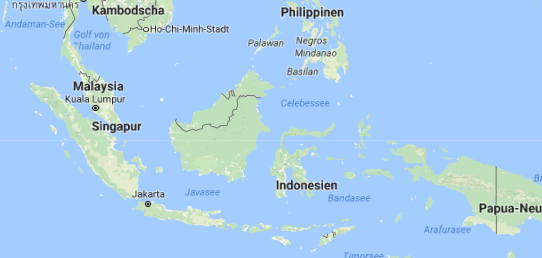 กรุงเทพมหานคร
Kambodscha
Philippinen
Andaman-See
Ho-Chi-Minh-Stadt
Golf von
Thailand
Palawan
Negros
Mindanao
Basilan
Malaysia
Kuala Lumpur
Celebessee
Singapur
Indonesien
Jakarta
Javasee
Bandasee
Papua-Neu
Arafurasee
Timorsee